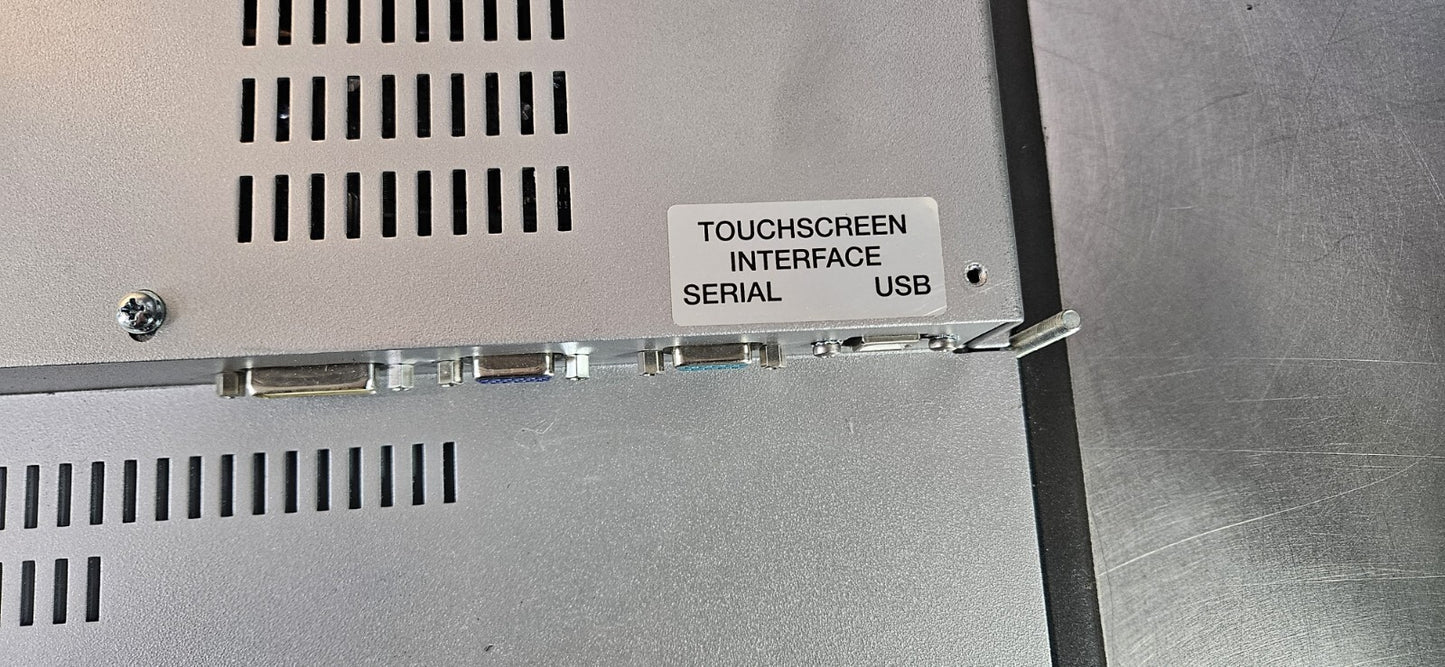 TOUCHSCREEN
INTERFACE
SERIAL USB